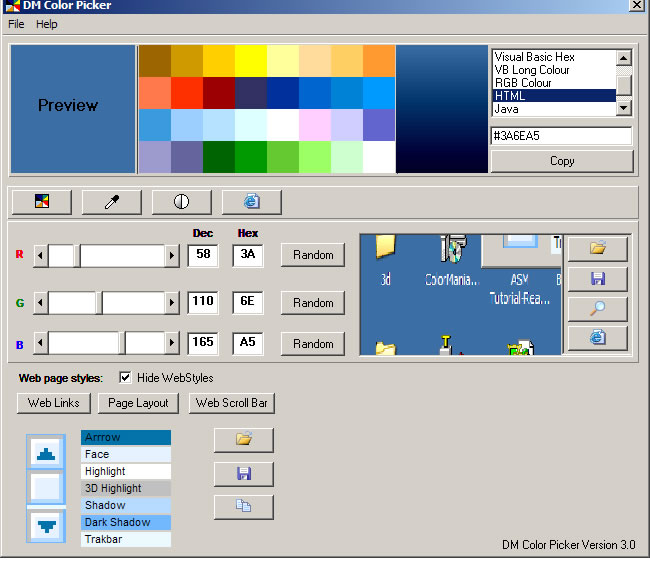 DM Color Picker
File Help
Preview
Visual Basic Hex
VB Long Colour
RGB Colour
HTML
Java
#3A6EA5
Copy
Dec Hex
R 58 3A Random
G 110 6E Random
B 165 A5 Random
3d ColorMania... ASM
Tutorial-Rea...
Web page styles: Hide WebStyles
Web Links Page Layout Web Scroll Bar
Arrrow
Face
Highlight
3D Highlight
Shadow
Dark Shadow
Trakbar
DM Color Picker Version 3.0